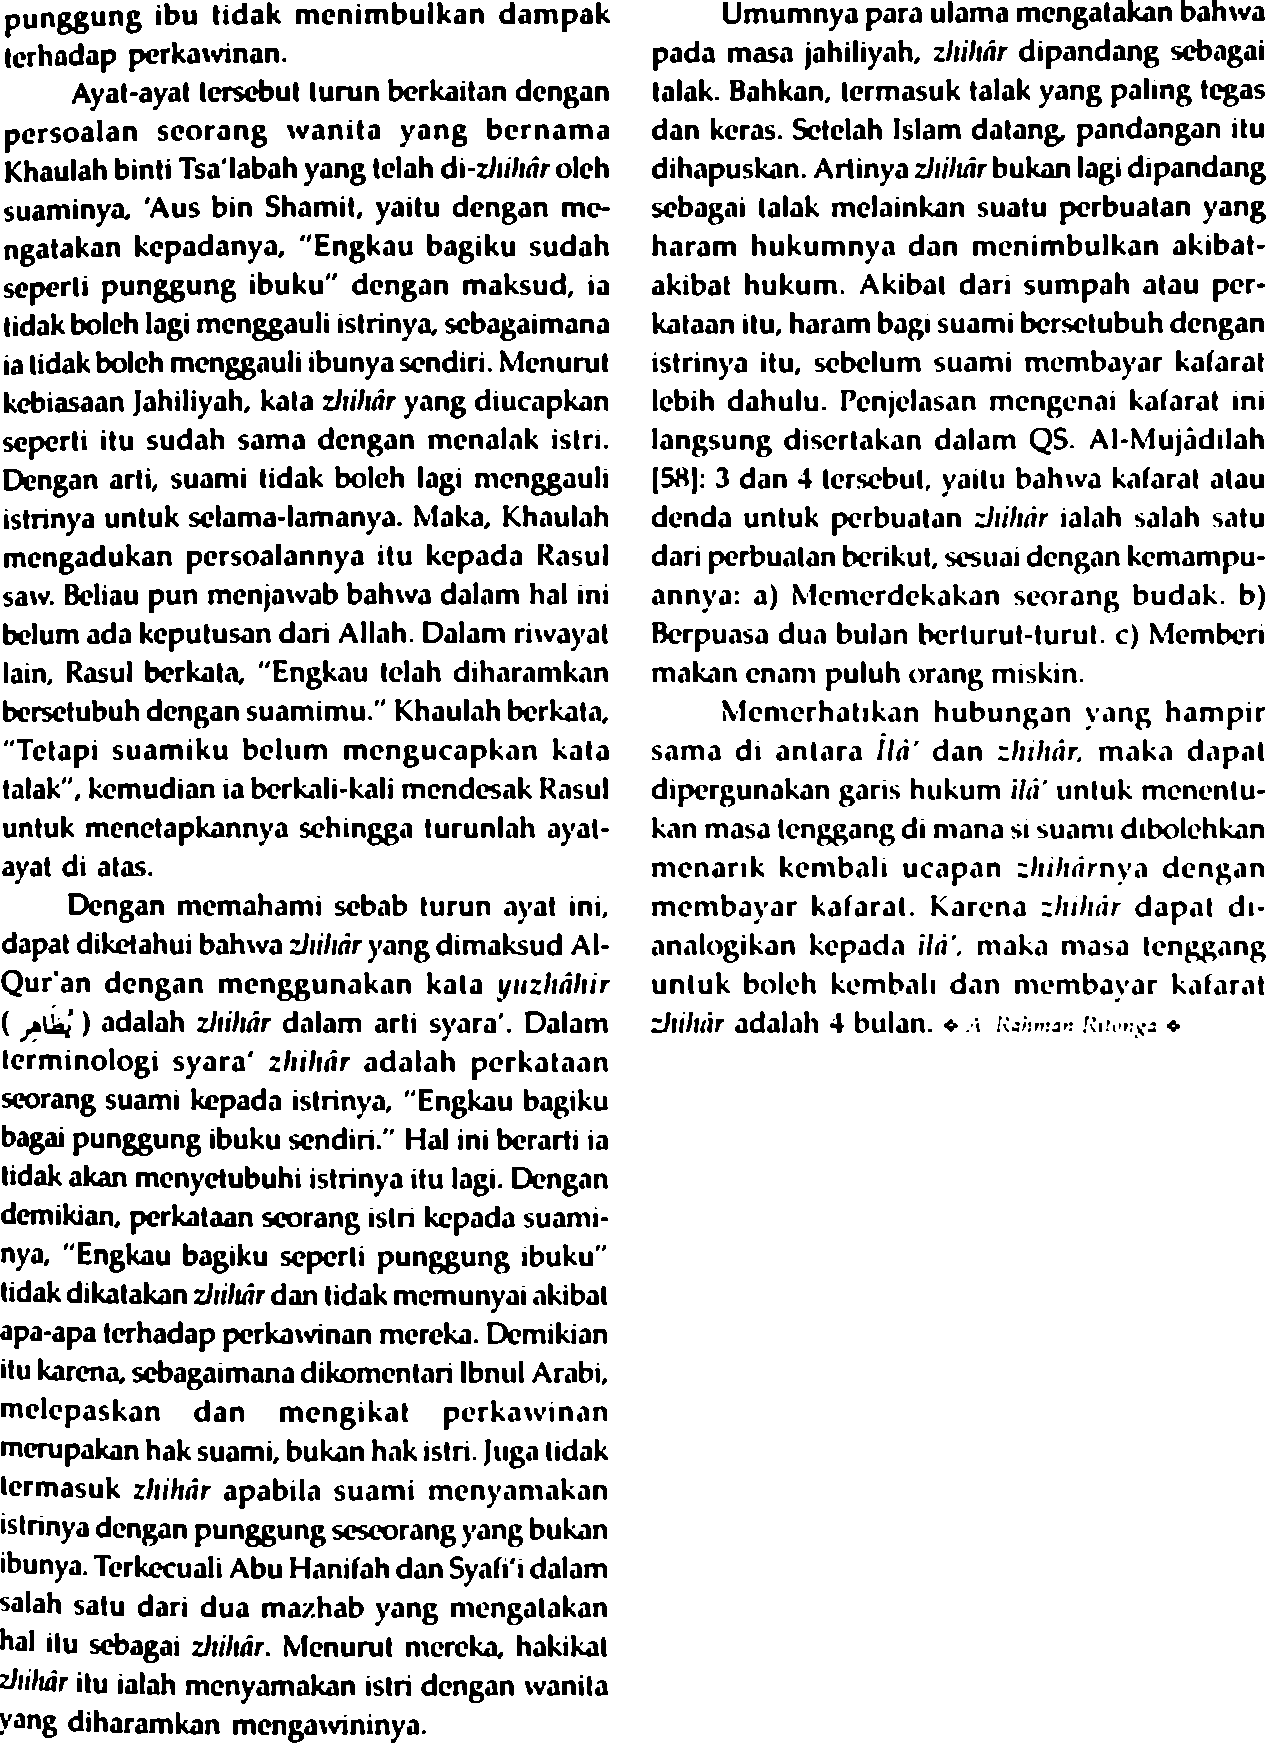 punggung ibu tidak menimbulkan dampak
terhadap perkawinan.
Ayat-ayat tersebut turun berkaitan dengan
persoalan seorang wanita yang bernama
Khaulah binti Tsa'labah yang telah di-zhihâr oleh
suaminya, 'Aus bin Shamit, yaitu dengan me-
ngatakan kepadanya, "Engkau bagiku sudah
seperti punggung ibuku" dengan maksud, ia
tidak boleh lagi menggauli istrinya, sebagaimana
ia tidak boleh menggauli ibunya sendiri. Menurut
kebiasaan Jahiliyah, kata zhihâr yang diucapkan
seperti itu sudah sama dengan menalak istri.
Dengan arti, suami tidak boleh lagi menggauli
istrinya untuk selama-lamanya. Maka, Khaulah
mengadukan persoalannya itu kepada Rasul
saw. Beliau pun menjawab bahwa dalam hal ini
belum ada keputusan dari Allah. Dalam riwayat
lain, Rasul berkata, "Engkau telah diharamkan
bersetubuh dengan suamimu." Khaulah berkata,
"Tetapi suamiku belum mengucapkan kata
talak", kemudian ia berkali-kali mendesak Rasul
untuk menetapkannya sehingga turunlah ayat-
ayat di atas.
Dengan memahami sebab turun ayat ini,
dapat diketahui bahwa zhihâr yang dimaksud Al-
Qur'an dengan menggunakan kata yuzhâhir
( يظاهر ) adalah zhihâr dalam arti syara'. Dalam
terminologi syara' zhihâr adalah perkataan
seorang suami kepada istrinya, "Engkau bagiku
bagai punggung ibuku sendiri." Hal ini berarti ia
tidak akan menyetubuhi istrinya itu lagi. Dengan
demikian, perkataan seorang istri kepada suami-
nya, "Engkau bagiku seperti punggung ibuku"
tidak dikatakan zhihâr dan tidak memunyai akibat
apa-apa terhadap perkawinan mereka. Demikian
itu karena, sebagaimana dikomentari Ibnul Arabi,
melepaskan dan mengikat perkawinan
merupakan hak suami, bukan hak istri. Juga tidak
termasuk zhihâr apabila suami menyamakan
istrinya dengan punggung seseorang yang bukan
ibunya. Terkecuali Abu Hanifah dan Syafi'i dalam
salah satu dari dua mazhab yang mengatakan
hal itu sebagai zhihâr. Menurut mereka, hakikat
zhihâr itu ialah menyamakan istri dengan wanita
yang diharamkan mengawininya.
Umumnya para ulama mengatakan bahwa
pada masa jahiliyah, zhihâr dipandang sebagai
talak. Bahkan, termasuk talak yang paling tegas
dan keras. Setelah Islam datang, pandangan itu
dihapuskan. Artinya zhihâr bukan lagi dipandang
sebagai talak melainkan suatu perbuatan yang
haram hukumnya dan menimbulkan akibat-
akibat hukum. Akibat dari sumpah atau per-
kataan itu, haram bagi suami bersetubuh dengan
istrinya itu, sebelum suami membayar kafarat
lebih dahulu. Penjelasan mengenai kafarat ini
langsung disertakan dalam QS. Al-Mujâdilah
[58]: 3 dan 4 tersebut, yaitu bahwa kafarat atau
denda untuk perbuatan zhihâr ialah salah satu
dari perbuatan berikut, sesuai dengan kemampu-
annya: a) Memerdekakan seorang budak. b)
Berpuasa dua bulan berturut-turut. c) Memberi
makan enam puluh orang miskin.
Memerhatikan hubungan yang hampir
sama di antara Îlâ' dan zhihâr, maka dapat
dipergunakan garis hukum ilâ' untuk menentu-
kan masa tenggang di mana si suami dibolehkan
menarik kembali ucapan zhihârnya dengan
membayar kafarat. Karena zhihâr dapat di-
analogikan kepada ilâ', maka masa tenggang
untuk boleh kembali dan membayar kafarat
zhihâr adalah 4 bulan. ❖ A. Rahman Ritonga ❖